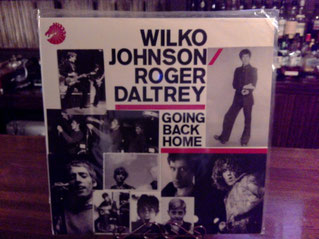 WILKO
JOHNSON/
ROGER
DALTREY
GOING
BACK
HOME